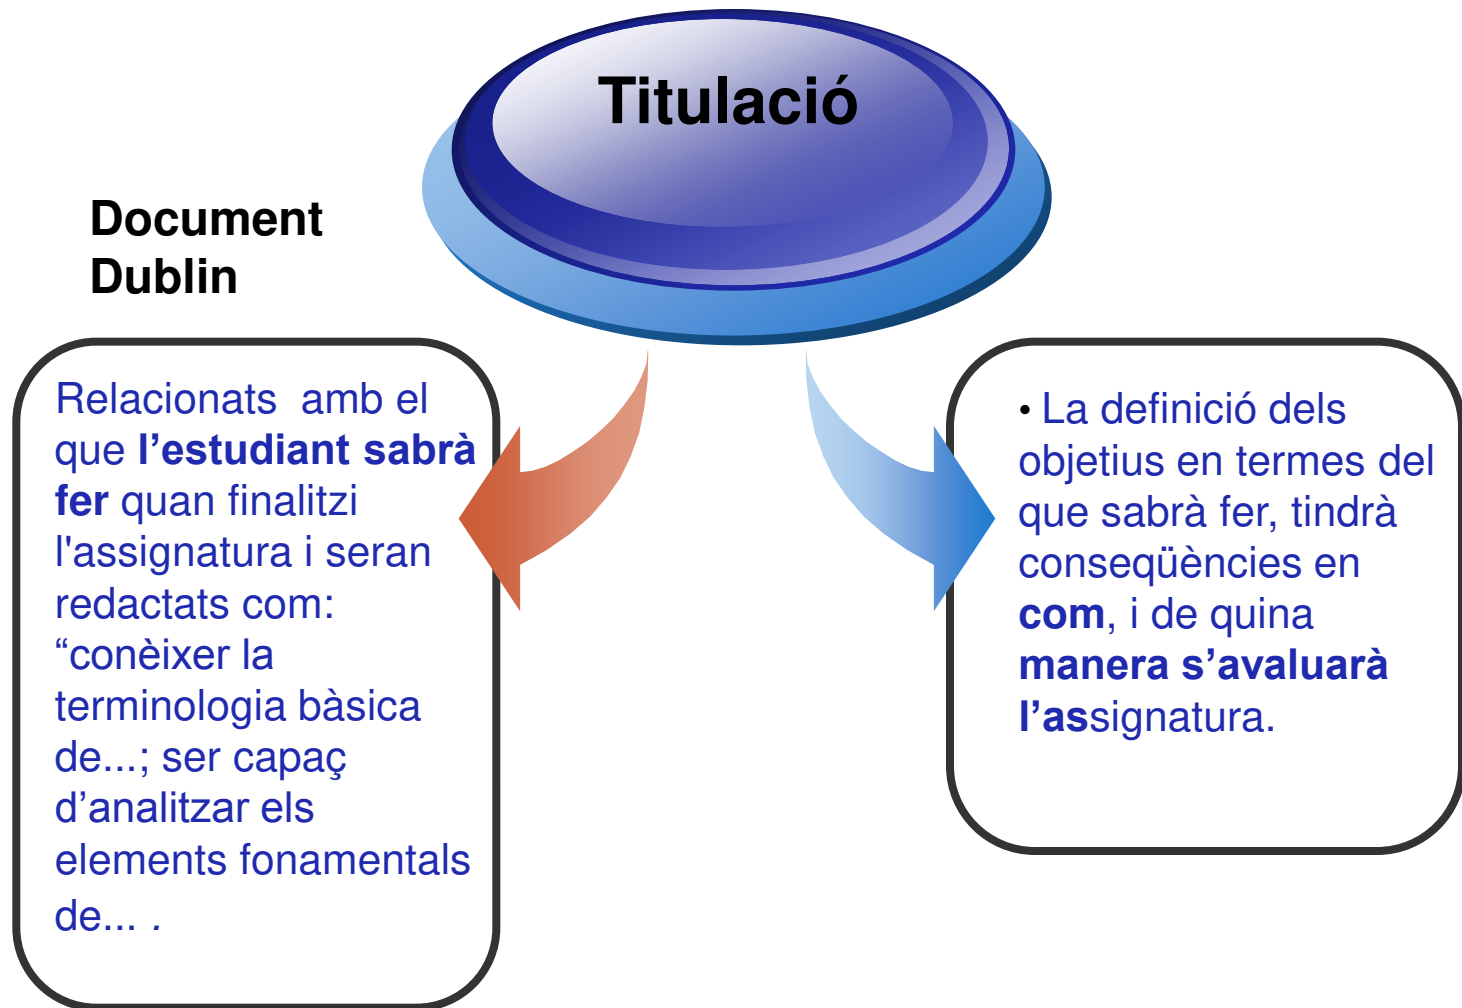 Titulació
Document
Dublin
Relacionats  amb el
que l’estudiant sabrà
fer quan finalitzi
l'assignatura i seran
redactats com:
“conèixer la
terminologia bàsica
de...; ser capaç
d’analitzar els
elements fonamentals
de... .
• La definició dels
objetius en termes del
que sabrà fer, tindrà
conseqüències en
com, i de quina
manera s’avaluarà
l’assignatura.